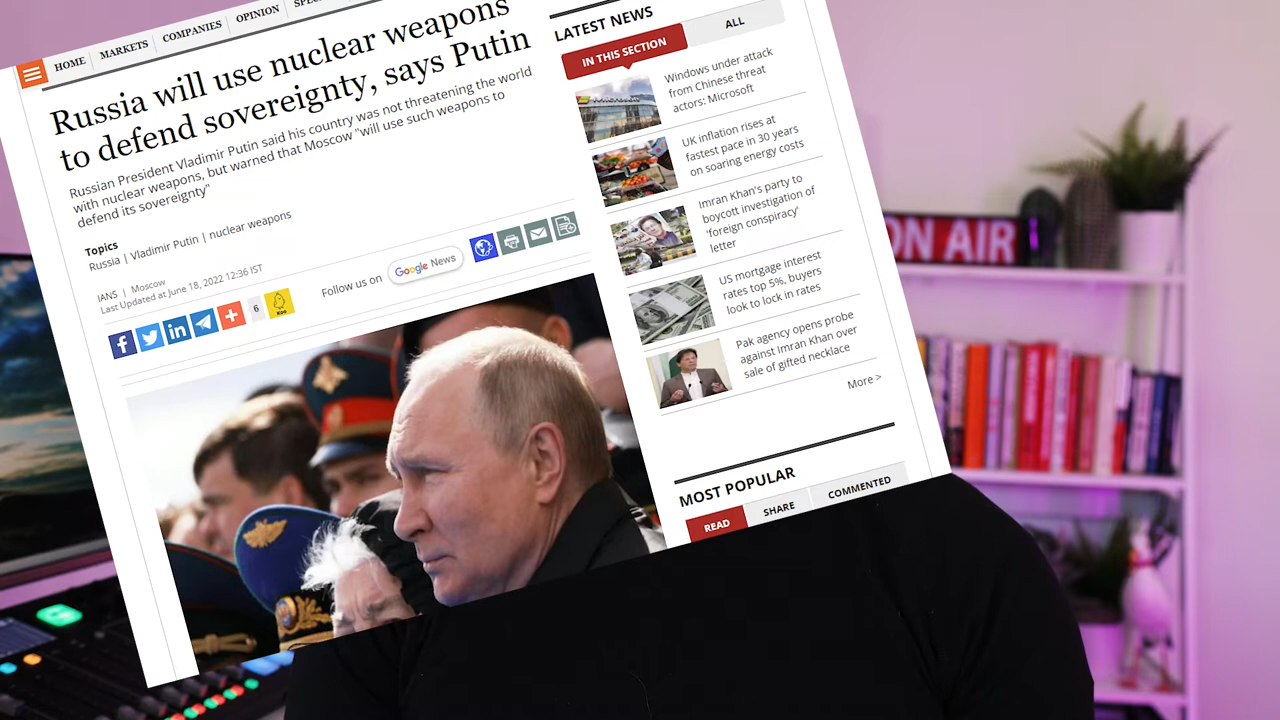 HOME
MARKETS
COMPANIES
OPINION
Russia will use nuclear weapons
to defend sovereignty, says Putin
Russian President Vladimir Putin said his country was not threatening the world
with nuclear weapons, but warned that Moscow "will use such weapons to
defend its sovereignty"
Topics
Russia | Vladimir Putin | nuclear weapons
IANS | Moscow
Last Updated at June 18, 2022 12:36 IST
Follow us on
Google News
6
LATEST NEWS
IN THIS SECTION
ALL
Windows under attack
from Chinese threat
actors: Microsoft
UK inflation rises at
fastest pace in 30 years
on soaring energy costs
Imran Khan's party to
boycott investigation of
'foreign conspiracy'
letter
US mortgage interest
rates top 5%, buyers
look to lock in rates
Pak agency opens probe
against Imran Khan over
sale of gifted necklace
More >
MOST POPULAR
READ
SHARE
COMMENTED
ON AIR